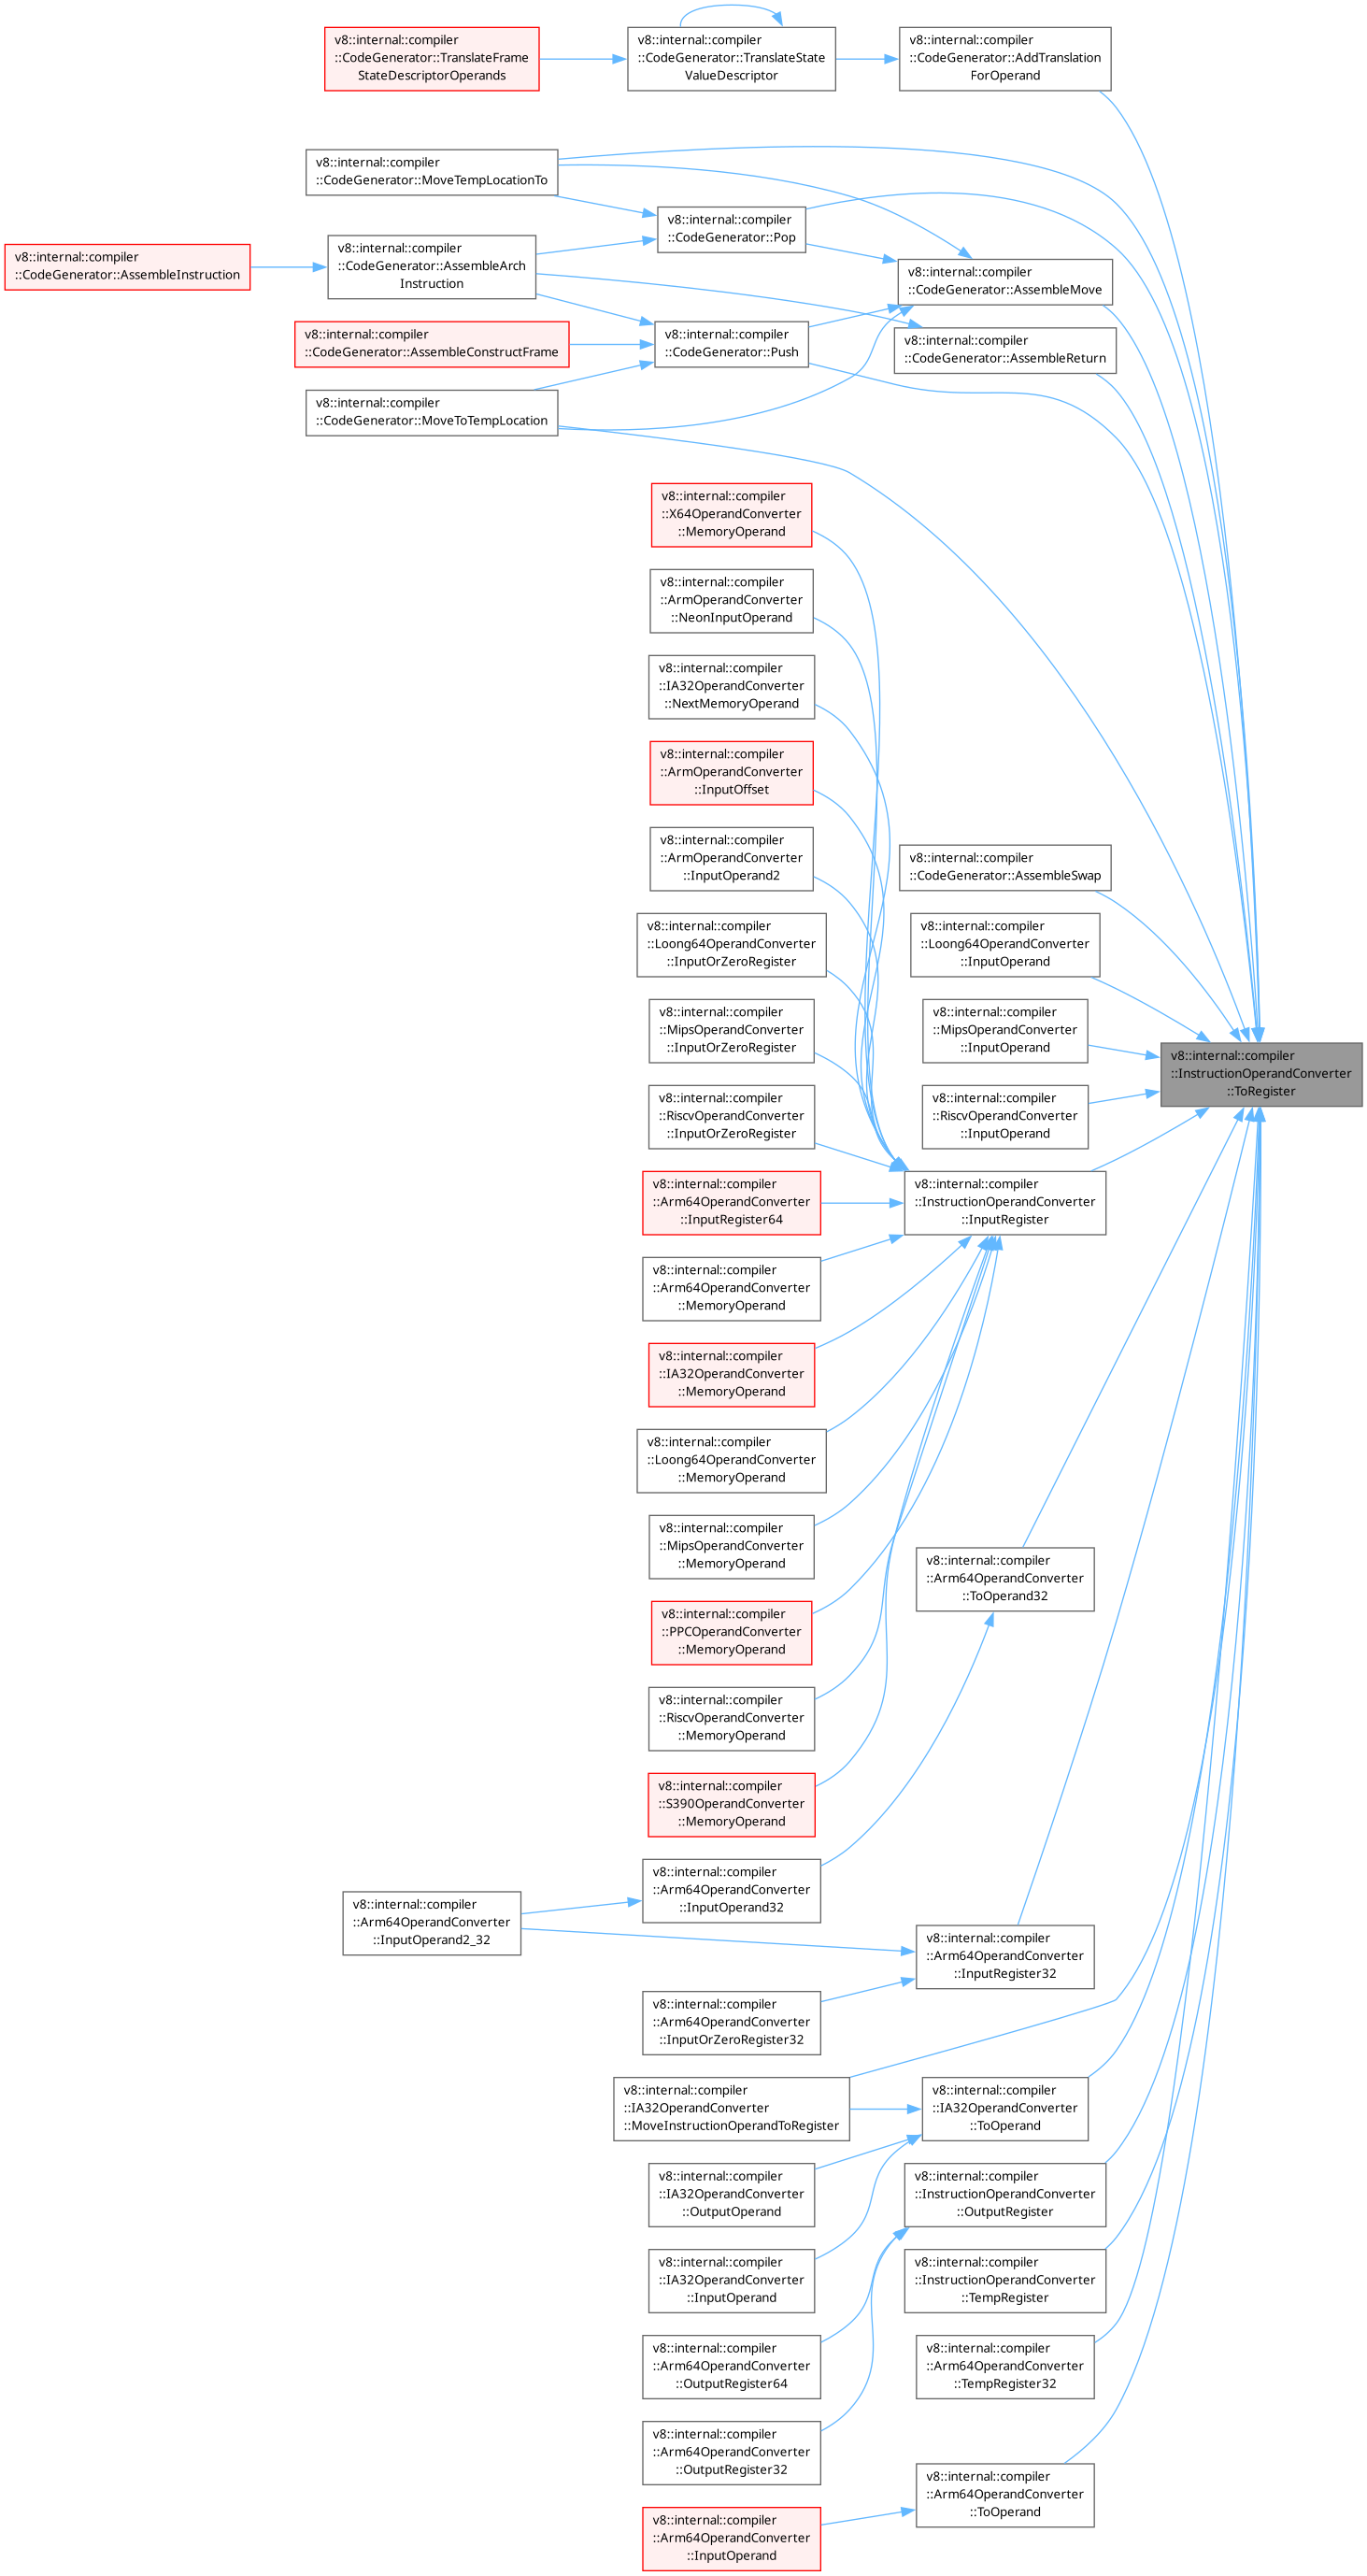 v8::internal::compiler
::CodeGenerator::TranslateFrame
StateDescriptorOperands
v8::internal::compiler
::CodeGenerator::TranslateState
ValueDescriptor
v8::internal::compiler
::CodeGenerator::AddTranslation
ForOperand
v8::internal::compiler
::CodeGenerator::MoveTempLocationTo
v8::internal::compiler
::CodeGenerator::Pop
v8::internal::compiler
::CodeGenerator::AssembleInstruction
v8::internal::compiler
::CodeGenerator::AssembleArch
Instruction
v8::internal::compiler
::CodeGenerator::AssembleMove
v8::internal::compiler
::CodeGenerator::AssembleConstructFrame
v8::internal::compiler
::CodeGenerator::Push
v8::internal::compiler
::CodeGenerator::AssembleReturn
v8::internal::compiler
::CodeGenerator::MoveToTempLocation
v8::internal::compiler
::X64OperandConverter
::MemoryOperand
v8::internal::compiler
::ArmOperandConverter
::NeonInputOperand
v8::internal::compiler
::IA32OperandConverter
::NextMemoryOperand
v8::internal::compiler
::ArmOperandConverter
::InputOffset
v8::internal::compiler
::ArmOperandConverter
::InputOperand2
v8::internal::compiler
::CodeGenerator::AssembleSwap
v8::internal::compiler
::Loong64OperandConverter
::InputOrZeroRegister
v8::internal::compiler
::Loong64OperandConverter
::InputOperand
v8::internal::compiler
::MipsOperandConverter
::InputOrZeroRegister
v8::internal::compiler
::MipsOperandConverter
::InputOperand
v8::internal::compiler
::InstructionOperandConverter
::ToRegister
v8::internal::compiler
::RiscvOperandConverter
::InputOrZeroRegister
v8::internal::compiler
::RiscvOperandConverter
::InputOperand
v8::internal::compiler
::Arm64OperandConverter
::InputRegister64
v8::internal::compiler
::InstructionOperandConverter
::InputRegister
v8::internal::compiler
::Arm64OperandConverter
::MemoryOperand
v8::internal::compiler
::IA32OperandConverter
::MemoryOperand
v8::internal::compiler
::Loong64OperandConverter
::MemoryOperand
v8::internal::compiler
::MipsOperandConverter
::MemoryOperand
v8::internal::compiler
::Arm64OperandConverter
::ToOperand32
v8::internal::compiler
::PPCOperandConverter
::MemoryOperand
v8::internal::compiler
::RiscvOperandConverter
::MemoryOperand
v8::internal::compiler
::S390OperandConverter
::MemoryOperand
v8::internal::compiler
::Arm64OperandConverter
::InputOperand32
v8::internal::compiler
::Arm64OperandConverter
::InputOperand2_32
v8::internal::compiler
::Arm64OperandConverter
::InputRegister32
v8::internal::compiler
::Arm64OperandConverter
::InputOrZeroRegister32
v8::internal::compiler
::IA32OperandConverter
::MoveInstructionOperandToRegister
v8::internal::compiler
::IA32OperandConverter
::ToOperand
v8::internal::compiler
::IA32OperandConverter
::OutputOperand
v8::internal::compiler
::InstructionOperandConverter
::OutputRegister
v8::internal::compiler
::IA32OperandConverter
::InputOperand
v8::internal::compiler
::InstructionOperandConverter
::TempRegister
v8::internal::compiler
::Arm64OperandConverter
::OutputRegister64
v8::internal::compiler
::Arm64OperandConverter
::TempRegister32
v8::internal::compiler
::Arm64OperandConverter
::OutputRegister32
v8::internal::compiler
::Arm64OperandConverter
::ToOperand
v8::internal::compiler
::Arm64OperandConverter
::InputOperand